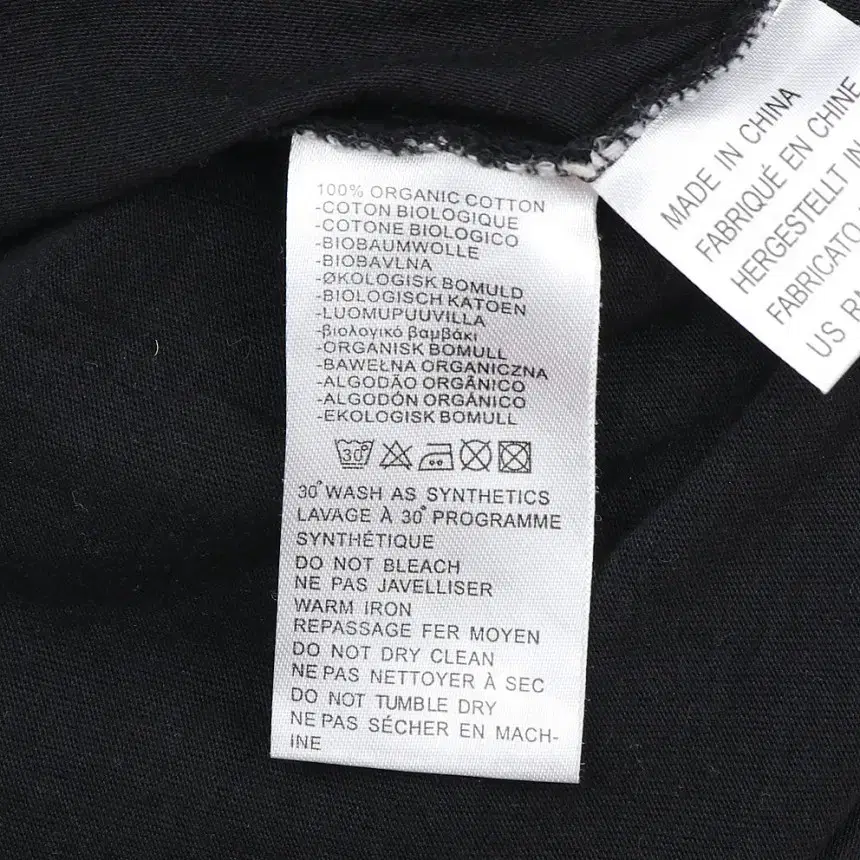 100% ORGANIC COTTON
-COTON BIOLOGIQUE
-COTONE BIOLOGICO
-BIOBAUMWOLLE
-BIOBAVLNA
-ØKOLOGISK BOMULD
-BIOLOGISCH KATOEN
-LUOMUPUUVILLA
-βιολογικό βαμβάκι
-ORGANISK BOMULL
-BAWEŁNA ORGANICZNA
-ALGODÃO ORGÂNICO
-ALGODÓN ORGÁNICO
-EKOLOGISK BOMULL
30°
30° WASH AS SYNTHETICS
LAVAGE À 30° PROGRAMME
SYNTHÉTIQUE
DO NOT BLEACH
NE PAS JAVELLISER
WARM IRON
REPASSAGE FER MOYEN
DO NOT DRY CLEAN
NE PAS NETTOYER À SEC
DO NOT TUMBLE DRY
NE PAS SÉCHER EN MACH-
INE
MADE IN CHINA
FABRIQUÉ EN CHINE
HERGESTELLT IN
FABRICATO
US